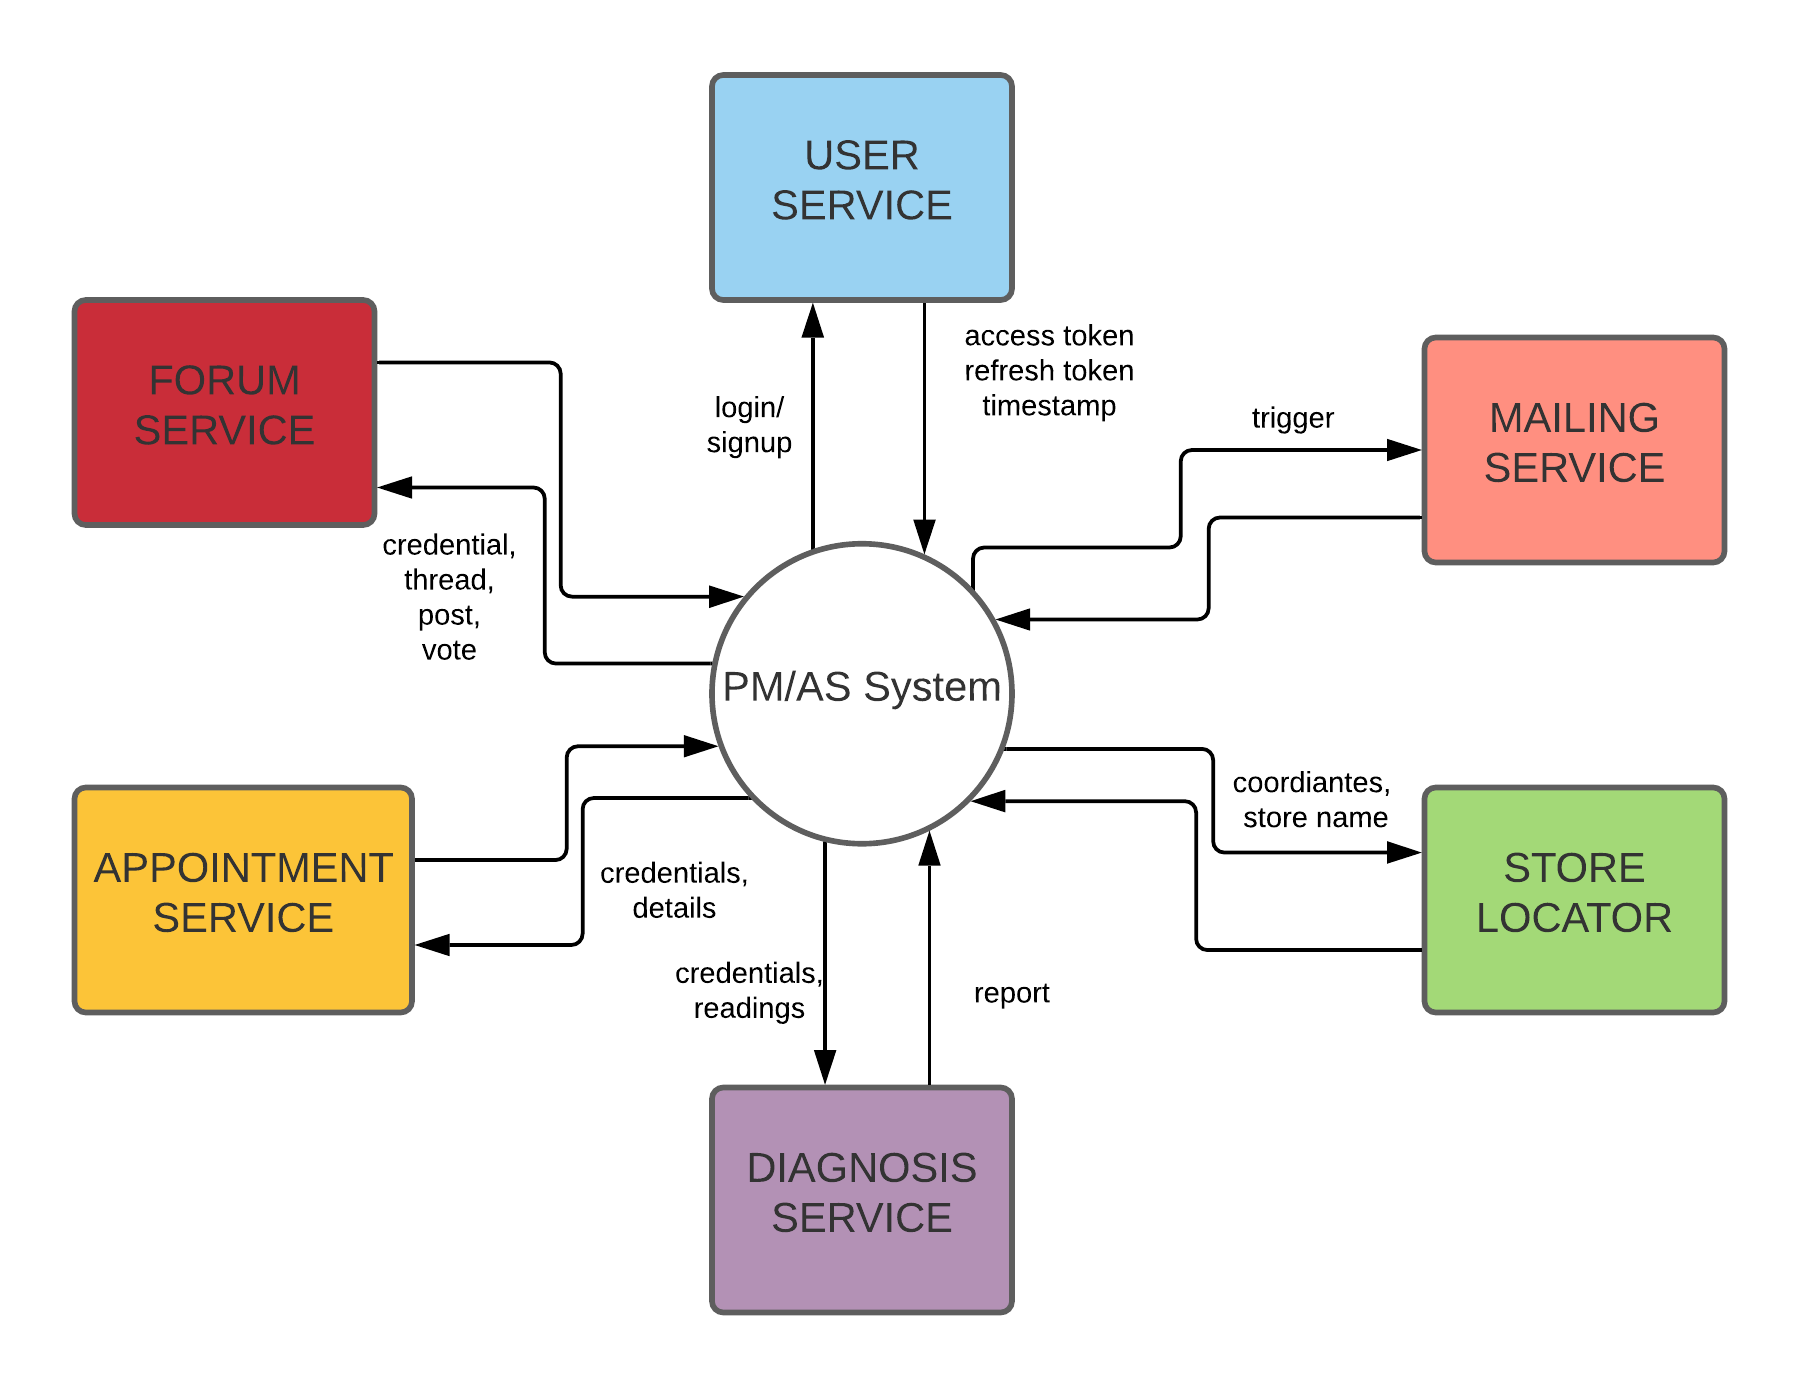 USER
SERVICE
FORUM
SERVICE
access token
refresh token
timestamp
login/
signup
trigger
MAILING
SERVICE
credential,
thread,
post,
vote
PM/AS System
coordiantes,
store name
APPOINTMENT
SERVICE
credentials,
details
STORE
LOCATOR
credentials,
readings
report
DIAGNOSIS
SERVICE